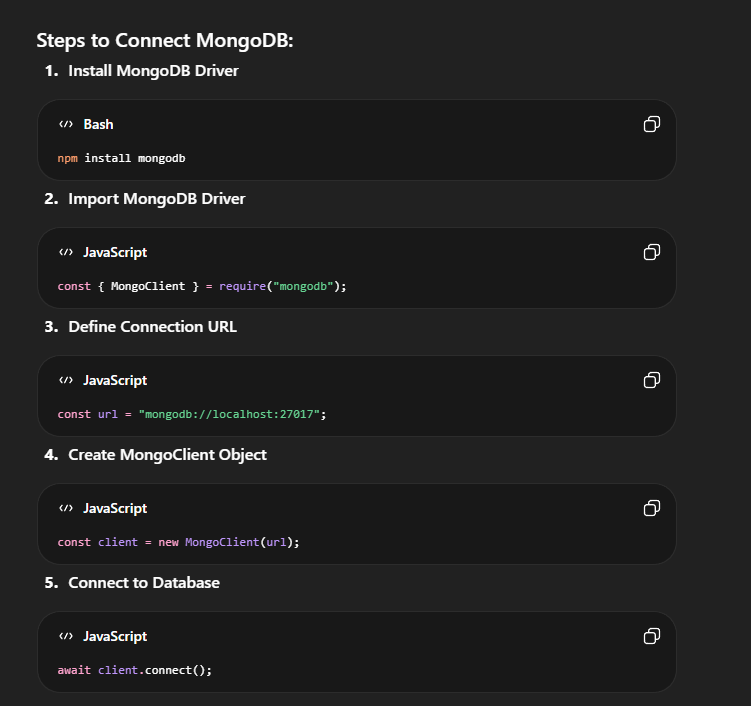 Steps to Connect MongoDB:
1. Install MongoDB Driver
Bash
npm install mongodb
2. Import MongoDB Driver
JavaScript
const { MongoClient } = require("mongodb");
3. Define Connection URL
JavaScript
const url = "mongodb://localhost:27017";
4. Create MongoClient Object
JavaScript
const client = new MongoClient(url);
5. Connect to Database
JavaScript
await client.connect();